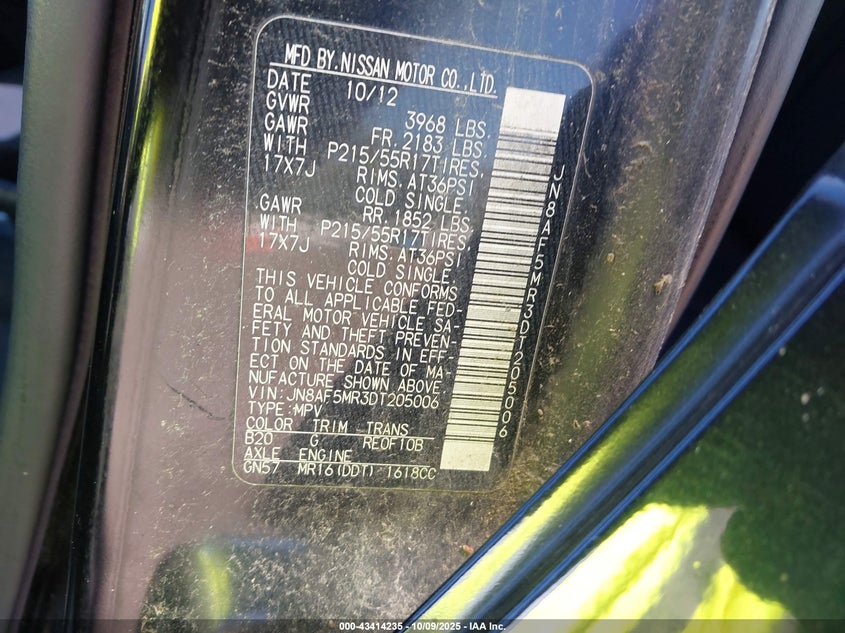 MFD BY.NISSAN MOTOR CO.,LTD.
DATE 10/12
GVWR 3968 LBS.
GAWR FR.2183 LBS
WITH P215/55R17TIRES.
17X7J RIMS.AT36PSI
COLD SINGLE.
GAWR RR.1852 LBS.
WITH P215/55R17TIRES.
17X7J RIMS.AT36PSI
COLD SINGLE.
THIS VEHICLE CONFORMS
TO ALL APPLICABLE FED-
ERAL MOTOR VEHICLE SA-
FETY AND THEFT PREVEN-
TION STANDARDS IN EFF-
ECT ON THE DATE OF MA-
NUFACTURE SHOWN ABOVE
VIN:JN8AF5MR3DT205006
TYPE:MPV
COLOR TRIM TRANS
B20 G RE0F10B
AXLE ENGINE
GN57 MR16(DDT) 1618CC
JN8AF5MR3DT205006
000-43414235 - 10/09/2025 - IAA Inc.